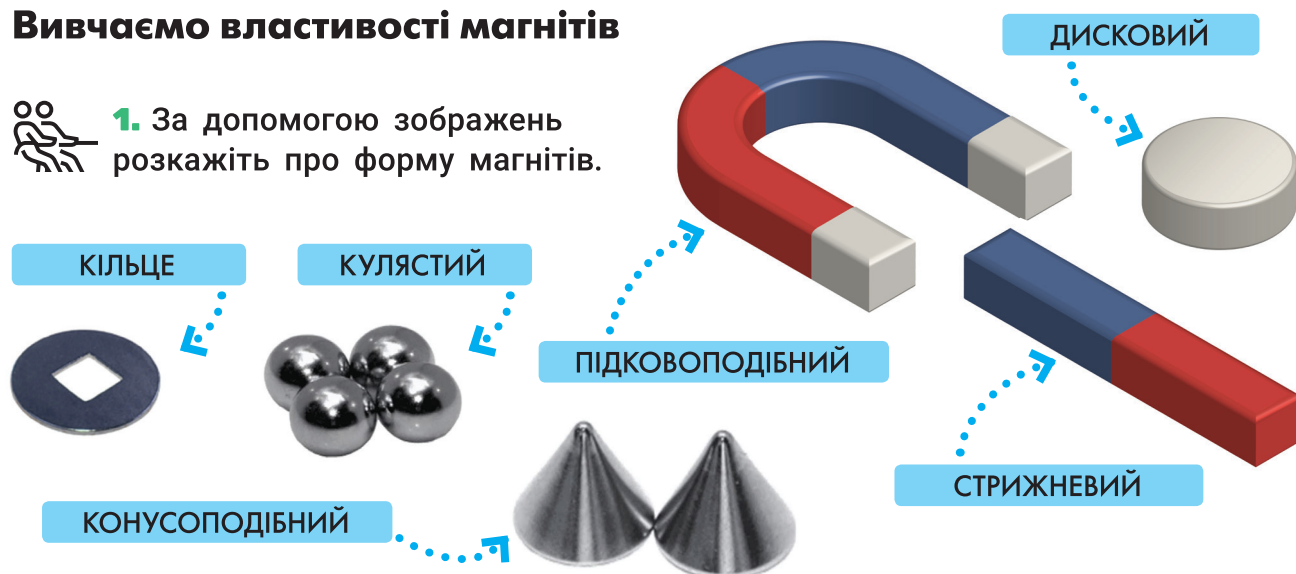 Вивчаємо властивості магнітів
ДИСКОВИЙ
1. За допомогою зображень
розкажіть про форму магнітів.
КІЛЬЦЕ
КУЛЯСТИЙ
ПІДКОВОПОДІБНИЙ
СТРИЖНЕВИЙ
КОНУСОПОДІБНИЙ